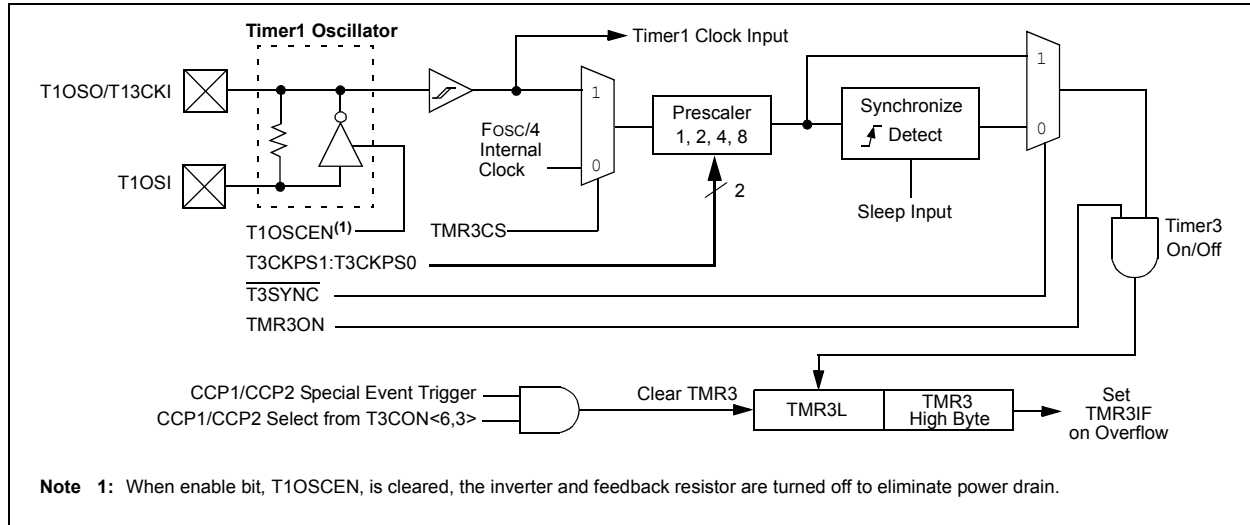 Timer1 Oscillator
Timer1 Clock Input
T1OSO/T13CKI
1
1
Prescaler
1, 2, 4, 8
Synchronize
Detect
FOSC/4
Internal
Clock
0
0
T1OSI
2
Sleep Input
T1OSCEN(1)
TMR3CS
Timer3
On/Off
T3CKPS1:T3CKPS0
T3SYNC
TMR3ON
CCP1/CCP2 Special Event Trigger
CCP1/CCP2 Select from T3CON<6,3>
Clear TMR3
TMR3L
TMR3
High Byte
Set
TMR3IF
on Overflow
Note 1: When enable bit, T1OSCEN, is cleared, the inverter and feedback resistor are turned off to eliminate power drain.